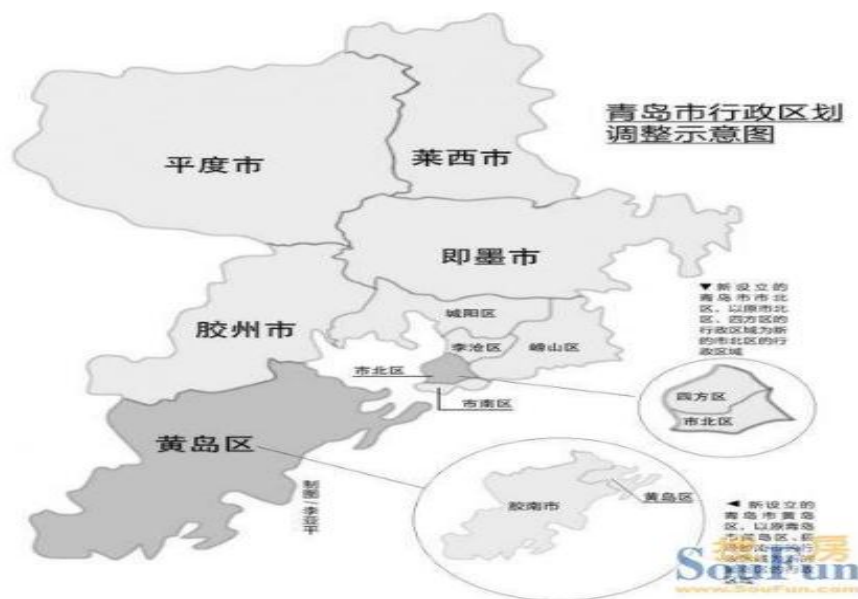 青岛市行政区划
调整示意图
平度市
莱西市
即墨市
▼新设立的
青岛市市北
区，以原市北
区、四方区的
行政区域为新
的市北区的行
政区域
城阳区
胶州市
李沧区
崂山区
市北区
市南区
四方区
市北区
黄岛区
制图/李亚平
胶南市
黄岛区
◀新设立的
青岛市黄岛
区，以原青岛
SouFun
www.SouFun.com